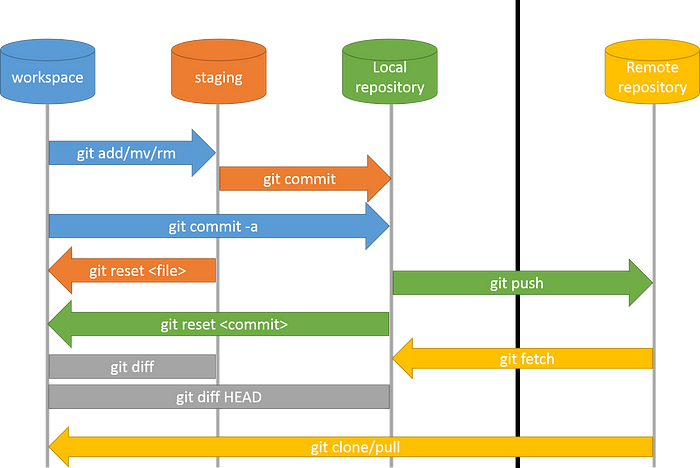 workspace
staging
Local
repository
Remote
repository
git add/mv/rm
git commit
git commit -a
git reset <file>
git push
git reset <commit>
git fetch
git diff
git diff HEAD
git clone/pull